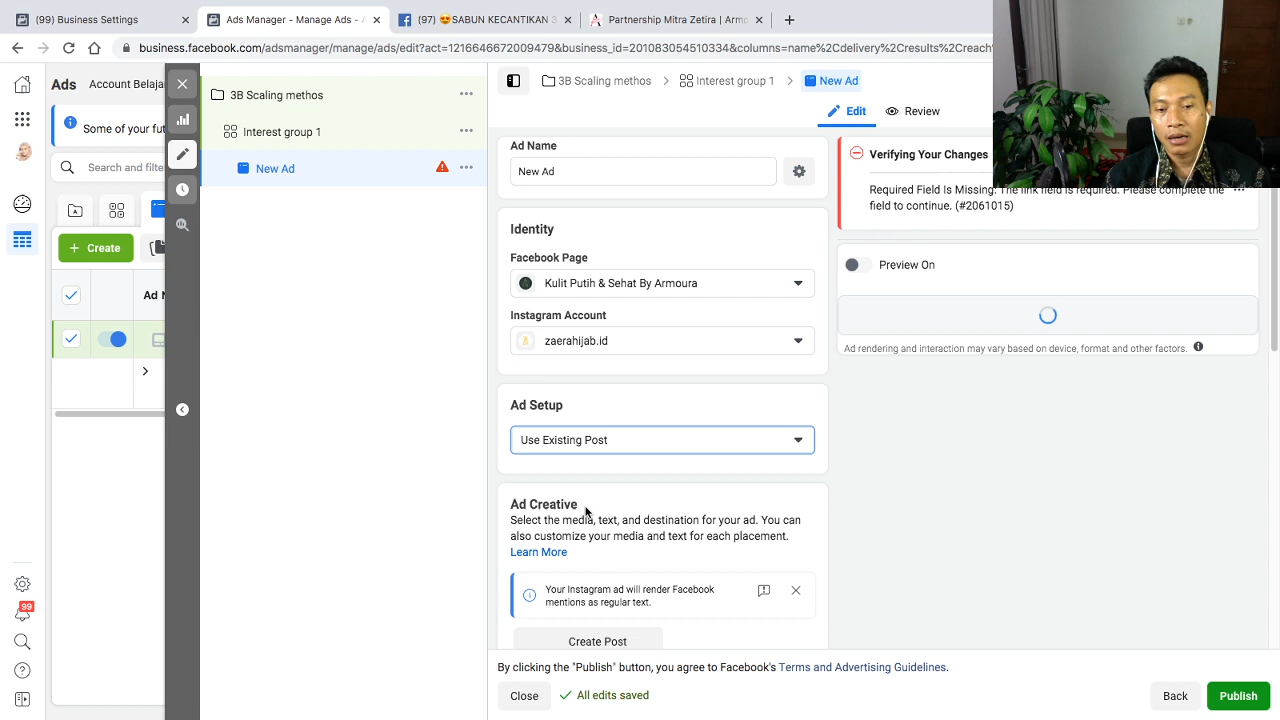 (99) Business Settings
Ads Manager - Manage Ads - A
(97) 😍SABUN KECANTIKAN 3
Partnership Mitra Zetira | Armo
business.facebook.com/adsmanager/manage/ads/edit?act=1216646672009479&business_id=201083054510334&columns=name%2Cdelivery%2Cresults%2Creach%
Ads
Account Belajar
Some of your fut
Search and filte
+ Create
Ad N
99
3B Scaling methos
Interest group 1
New Ad
3B Scaling methos
Interest group 1
New Ad
Edit
Review
Ad Name
New Ad
Identity
Facebook Page
Kulit Putih & Sehat By Armoura
Instagram Account
zaerahijab.id
Ad Setup
Use Existing Post
Ad Creative
Select the media, text, and destination for your ad. You can
also customize your media and text for each placement.
Learn More
Your Instagram ad will render Facebook
mentions as regular text.
Create Post
Verifying Your Changes
Required Field Is Missing: The link field is required. Please complete the
field to continue. (#2061015)
Preview On
Ad rendering and interaction may vary based on device, format and other factors.
By clicking the "Publish" button, you agree to Facebook's Terms and Advertising Guidelines.
Close
All edits saved
Back
Publish